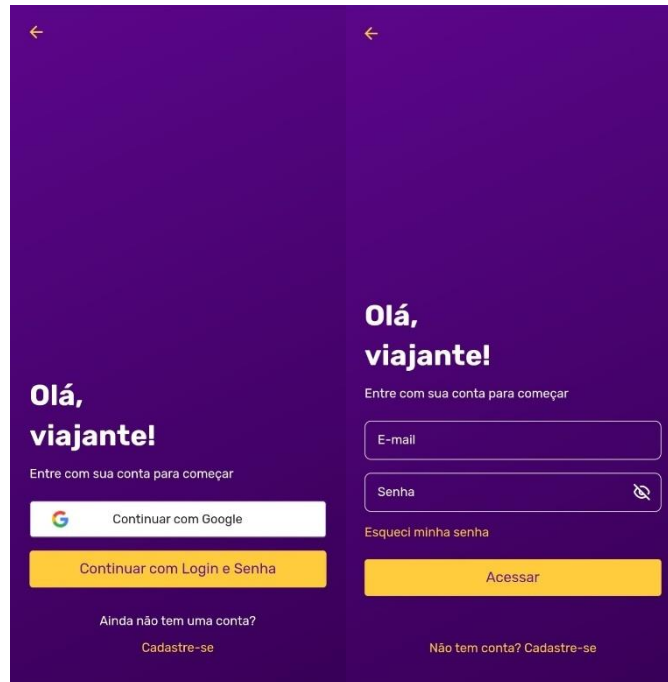 Olá,
viajante!
Entre com sua conta para começar
Continuar com Google
Continuar com Login e Senha
Ainda não tem uma conta?
Cadastre-se
Olá,
viajante!
Entre com sua conta para começar
E-mail
Senha
Esqueci minha senha
Acessar
Não tem conta? Cadastre-se